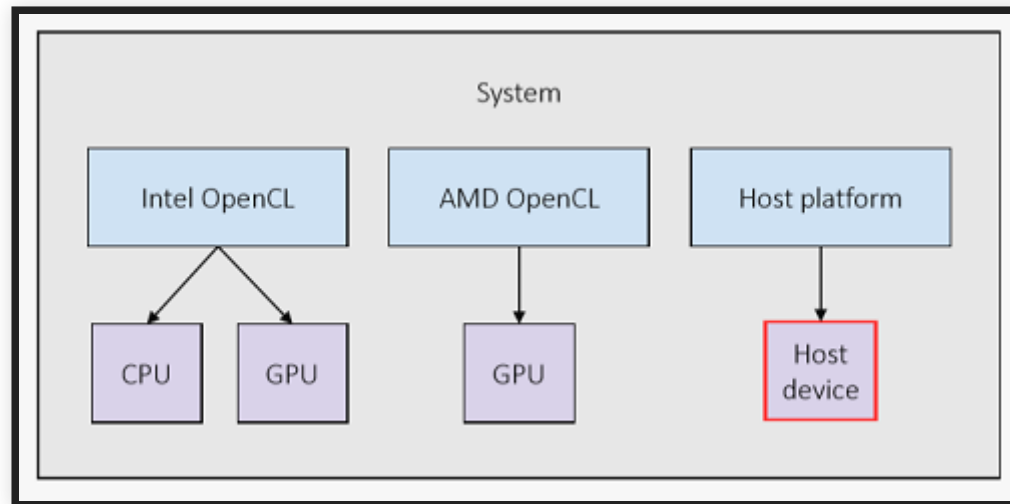 System
Intel OpenCL
AMD OpenCL
Host platform
CPU
GPU
GPU
Host
device